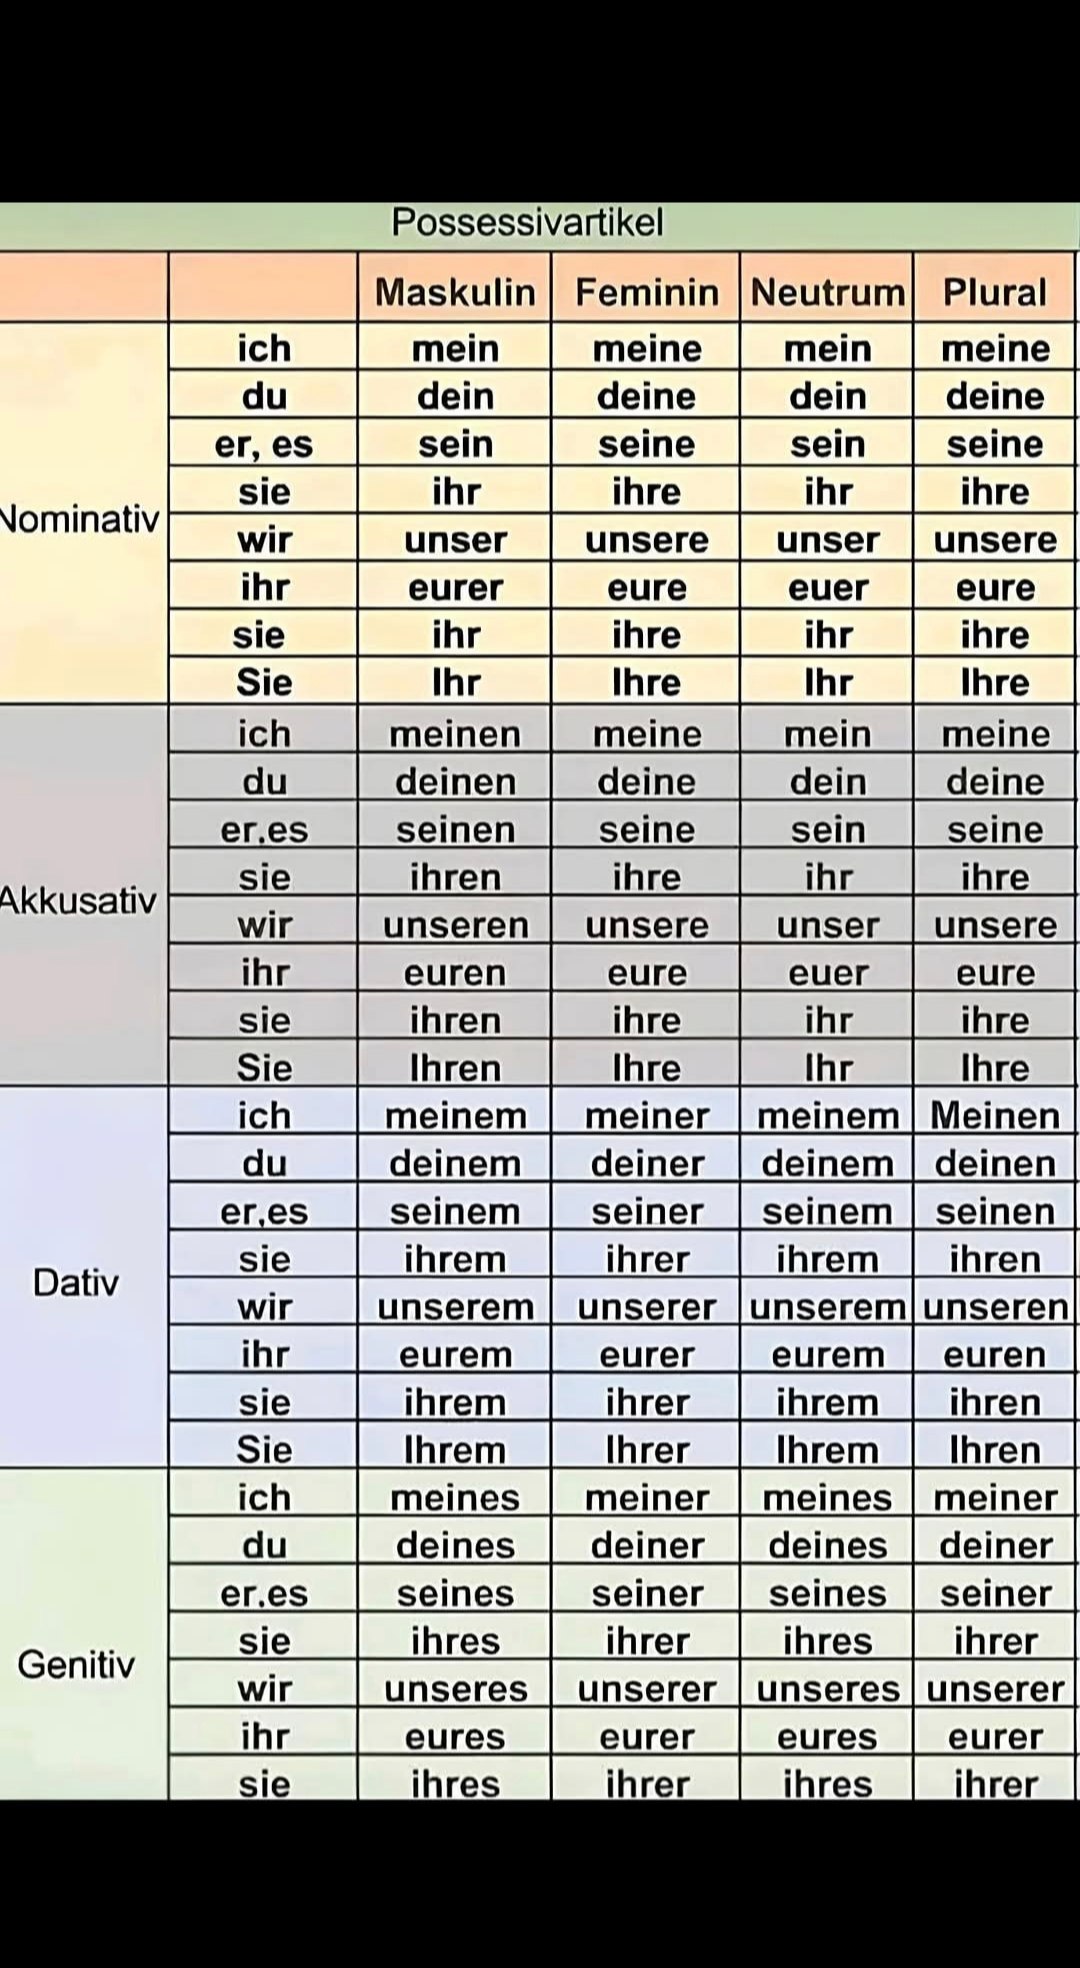 Possessivartikel
Maskulin Feminin Neutrum Plural
Nominativ
ich mein meine mein meine
du dein deine dein deine
er, es sein seine sein seine
sie ihr ihre ihr ihre
wir unser unsere unser unsere
ihr eurer eure euer eure
sie ihr ihre ihr ihre
Sie Ihr Ihre Ihr Ihre
Akkusativ
ich meinen meine mein meine
du deinen deine dein deine
er,es seinen seine sein seine
sie ihren ihre ihr ihre
wir unseren unsere unser unsere
ihr euren eure euer eure
sie ihren ihre ihr ihre
Sie Ihren Ihre Ihr Ihre
Dativ
ich meinem meiner meinem Meinen
du deinem deiner deinem deinen
er,es seinem seiner seinem seinen
sie ihrem ihrer ihrem ihren
wir unserem unserer unserem unseren
ihr eurem eurer eurem euren
sie ihrem ihrer ihrem ihren
Sie Ihrem Ihrer Ihrem Ihren
Genitiv
ich meines meiner meines meiner
du deines deiner deines deiner
er,es seines seiner seines seiner
sie ihres ihrer ihres ihrer
wir unseres unserer unseres unserer
ihr eures eurer eures eurer
sie ihres ihrer ihres ihrer